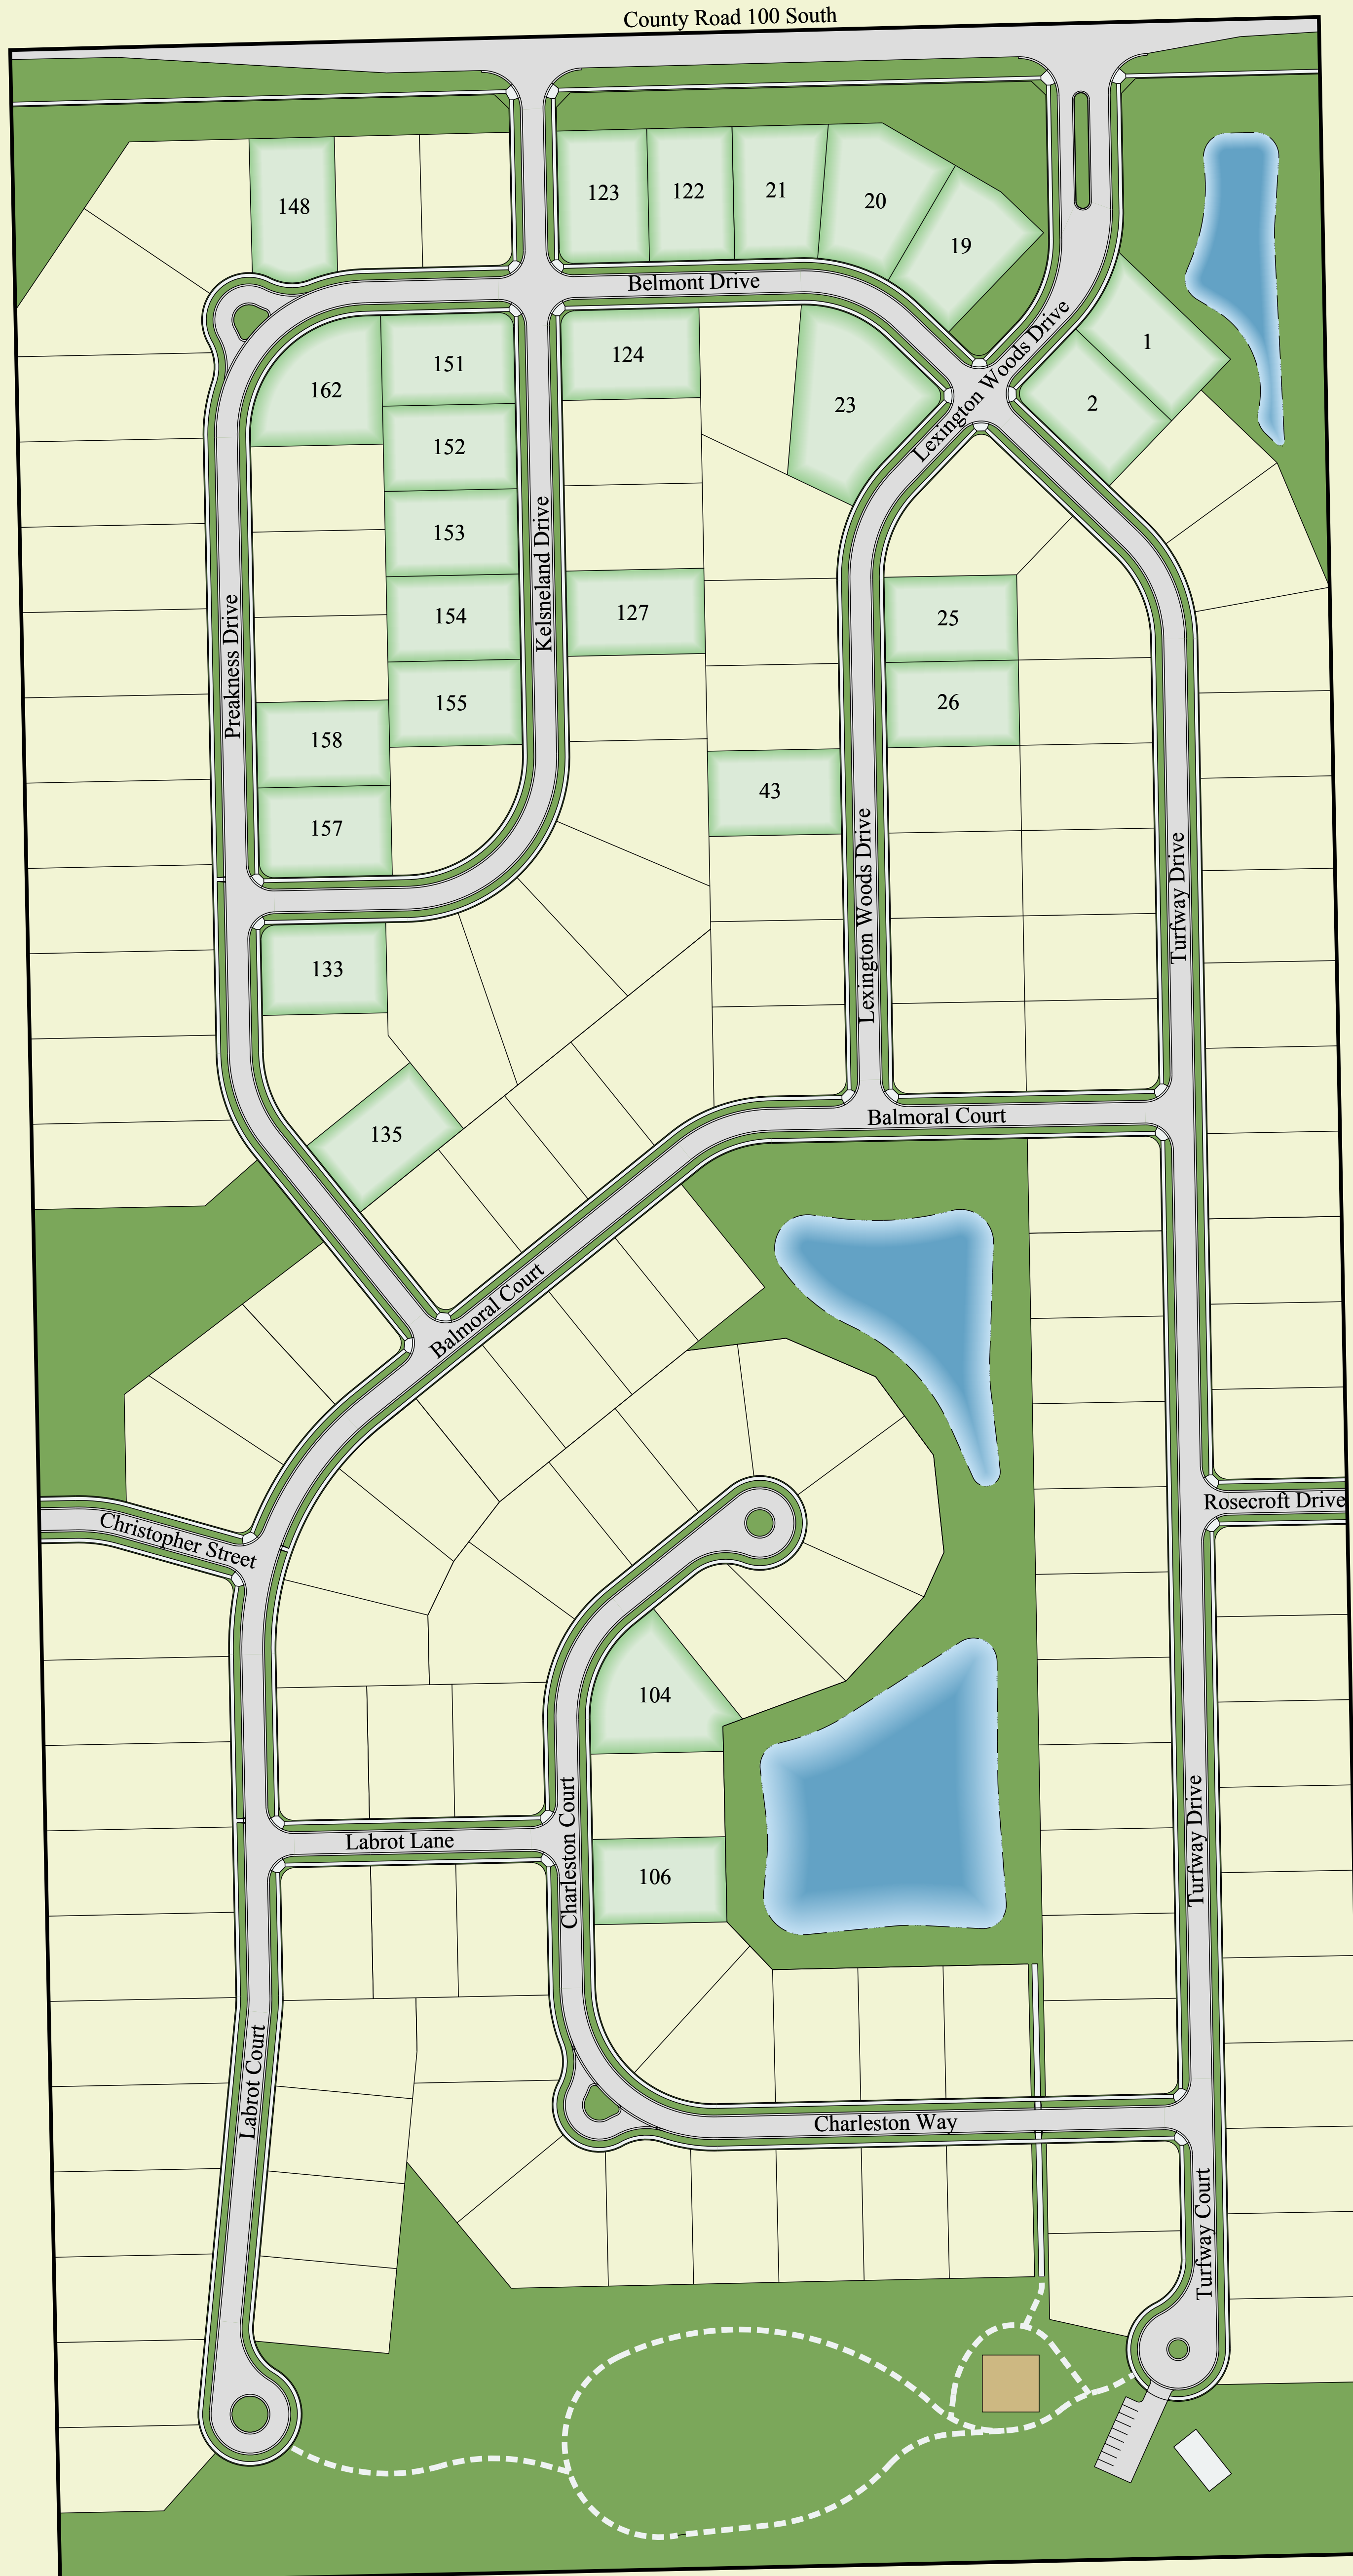 County Road 100 South
148
123
122
21
20
19
Belmont Drive
1
2
124
151
162
23
Lexington Woods Drive
152
153
Kelsneland Drive
127
154
25
Preakness Drive
155
26
158
43
157
Lexington Woods Drive
Turfway Drive
133
135
Balmoral Court
Balmoral Court
Rosecroft Drive
Christopher Street
104
Labrot Lane
Charleston Court
Turfway Drive
106
Labrot Court
Charleston Way
Turfway Court